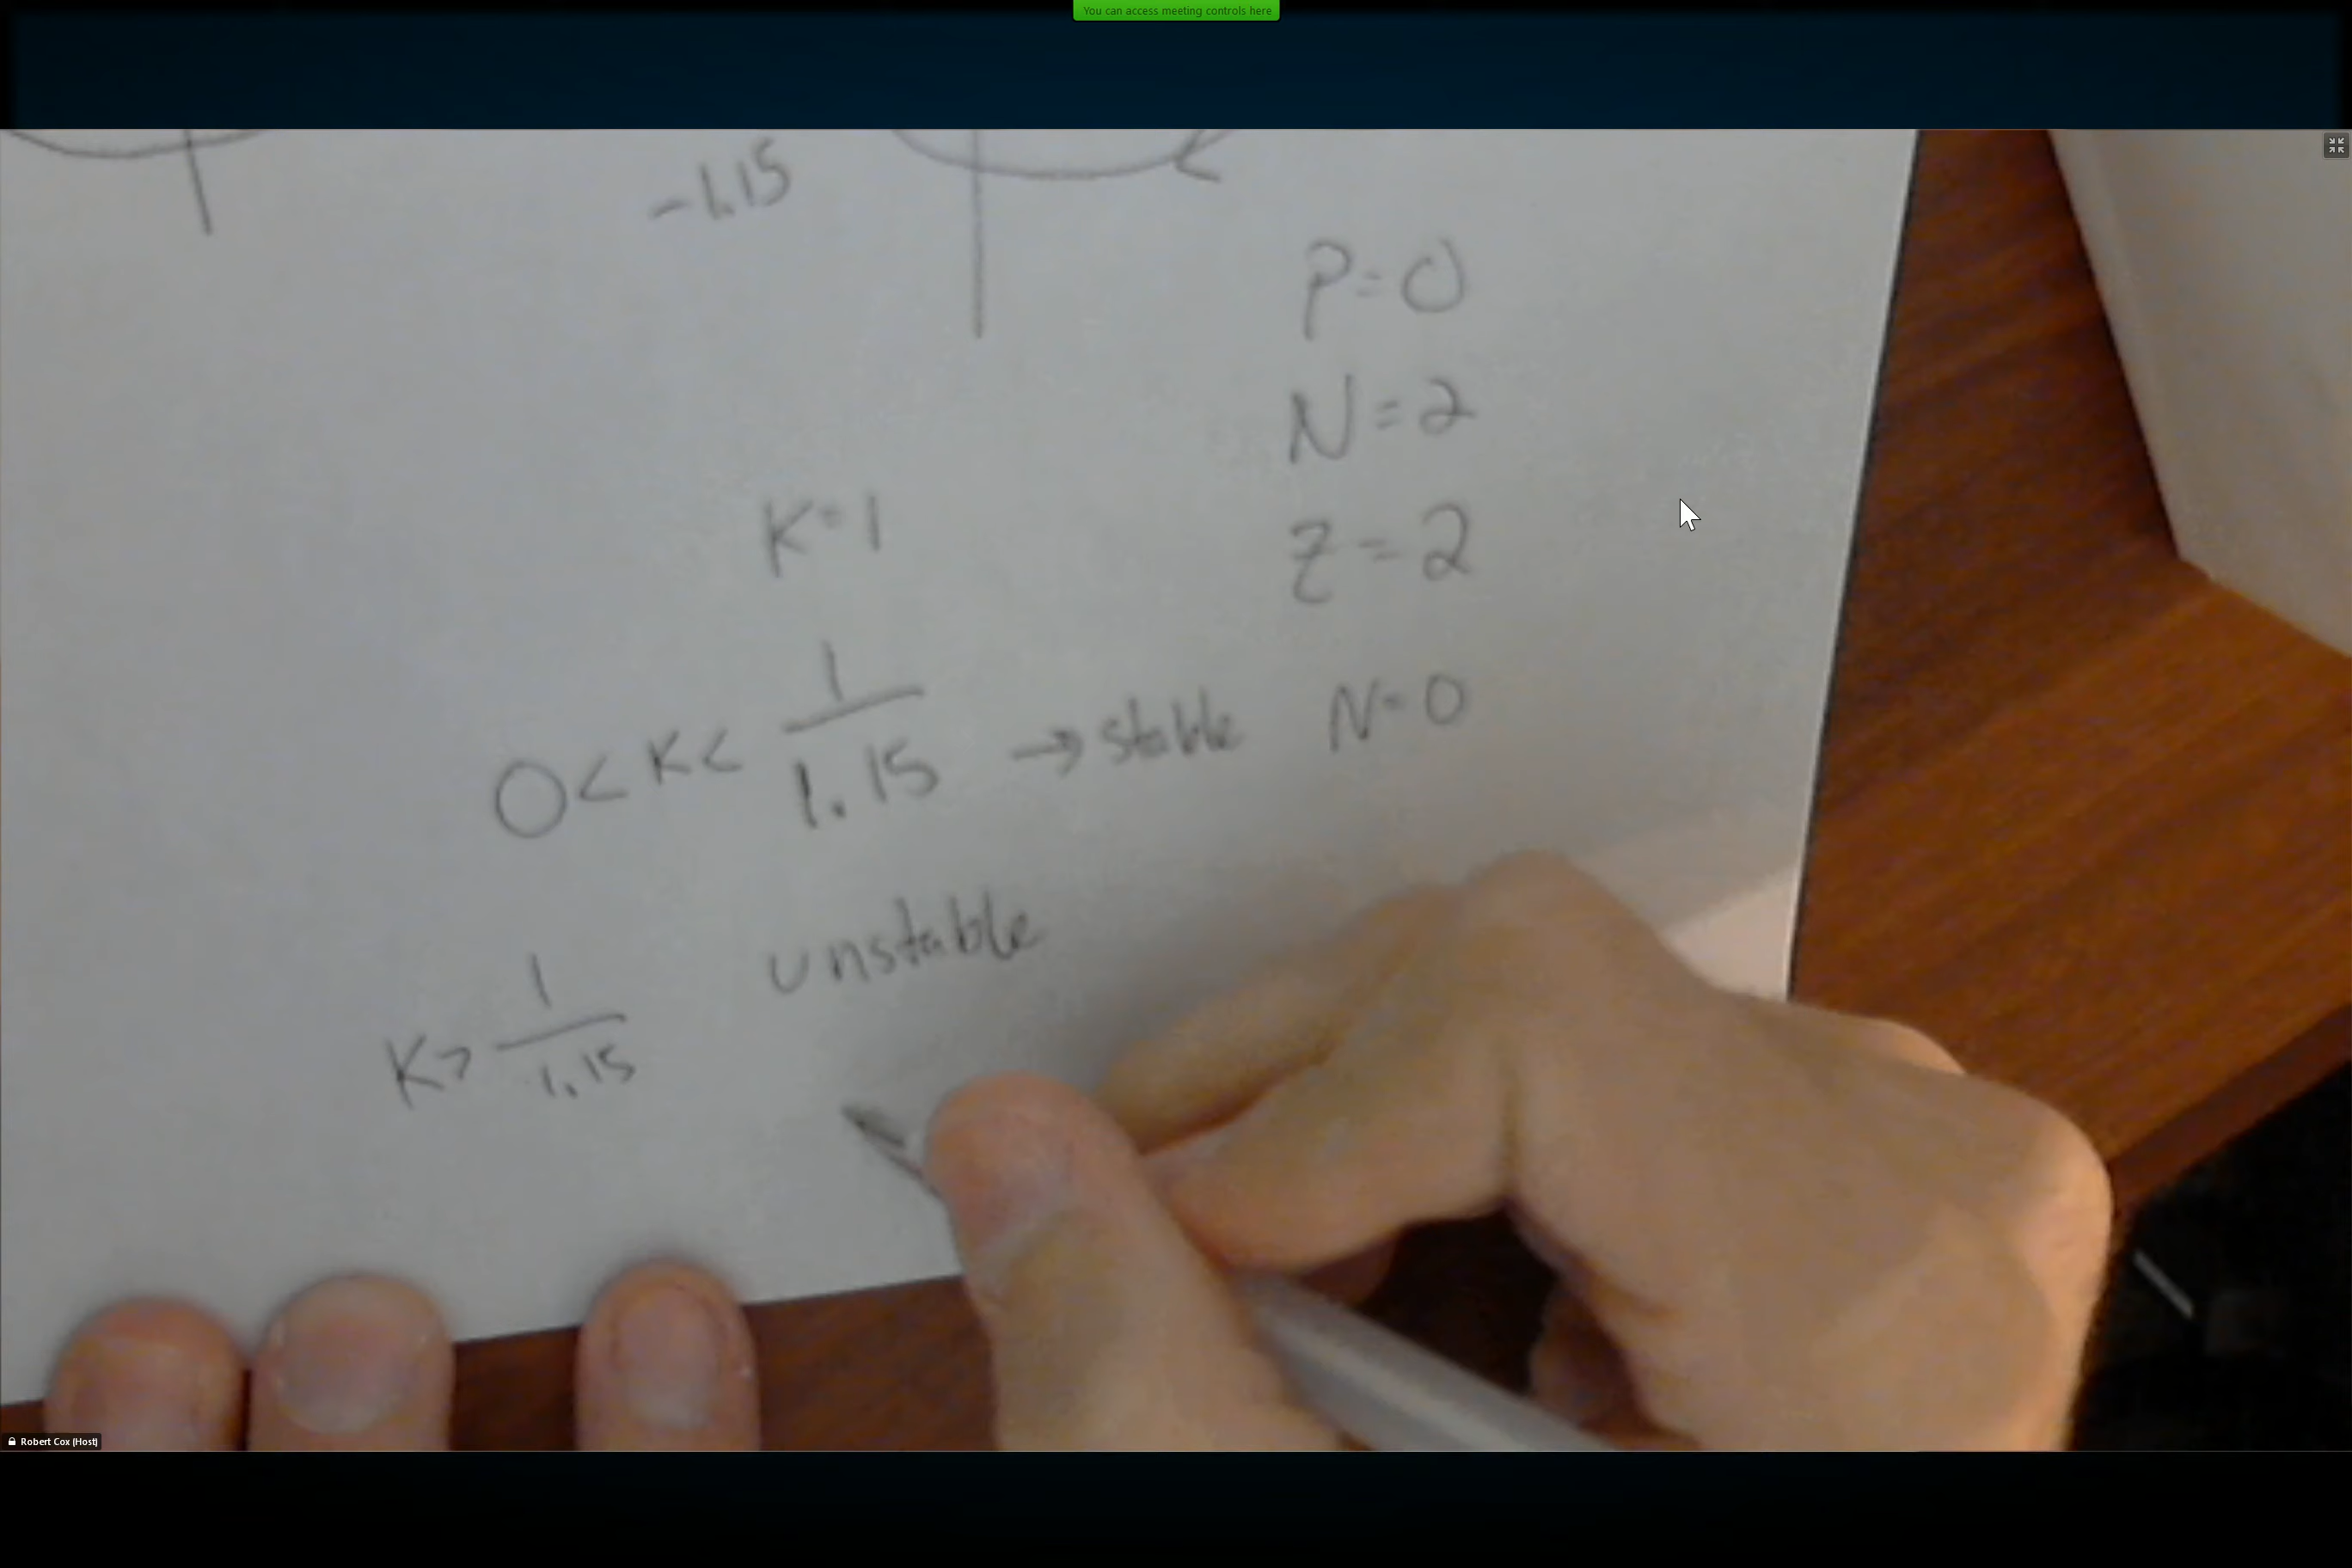 You can access meeting controls here
-1.15
P=0
N=2
K=1
Z=2
0<K< 1/1.15 → stable N=0
unstable
K> 1/1.15
Robert Cox (Host)